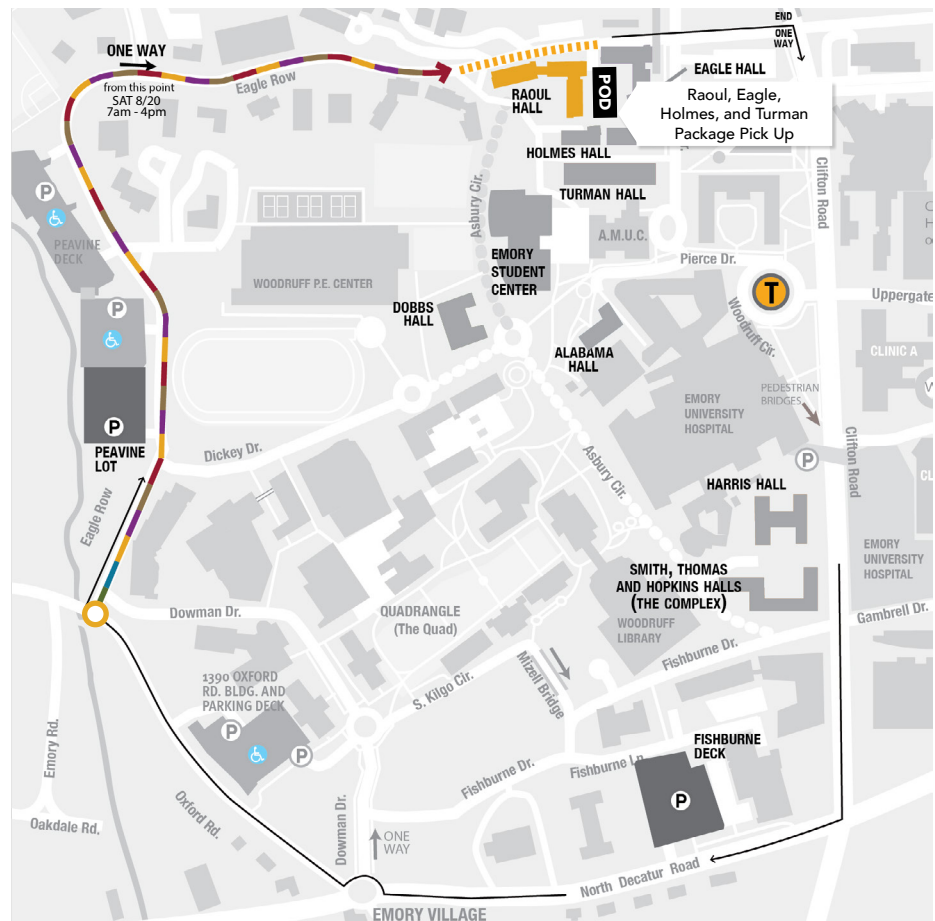 END
ONE
WAY
ONE WAY
from this point
SAT 8/20
7am - 4pm
Eagle Row
RAOUL
HALL
POD
EAGLE HALL
Raoul, Eagle,
Holmes, and Turman
Package Pick Up
HOLMES HALL
TURMAN HALL
Asbury Cir.
Clifton Road
P
PEAVINE
DECK
WOODRUFF P.E. CENTER
EMORY
STUDENT
CENTER
A.M.U.C.
Pierce Dr.
T
Uppergate
Woodruff Cir.
P
DOBBS
HALL
ALABAMA
HALL
CLINIC A
PEDESTRIAN
BRIDGES
EMORY
UNIVERSITY
HOSPITAL
P
PEAVINE
LOT
Dickey Dr.
Asbury Cir.
P
Clifton Road
HARRIS HALL
Eagle Row
EMORY
UNIVERSITY
HOSPITAL
SMITH, THOMAS
AND HOPKINS HALLS
(THE COMPLEX)
WOODRUFF
LIBRARY
Gambrell Dr.
Dowman Dr.
QUADRANGLE
(The Quad)
Fishburne Dr.
Mizell Bridge
S. Kilgo Cir.
1390 OXFORD
RD. BLDG. AND
PARKING DECK
P
P
Emory Rd.
Oakdale Rd.
Oxford Rd.
Dowman Dr.
ONE
WAY
Fishburne Dr.
Fishburne Ln.
FISHBURNE
DECK
P
North Decatur Road
EMORY VILLAGE